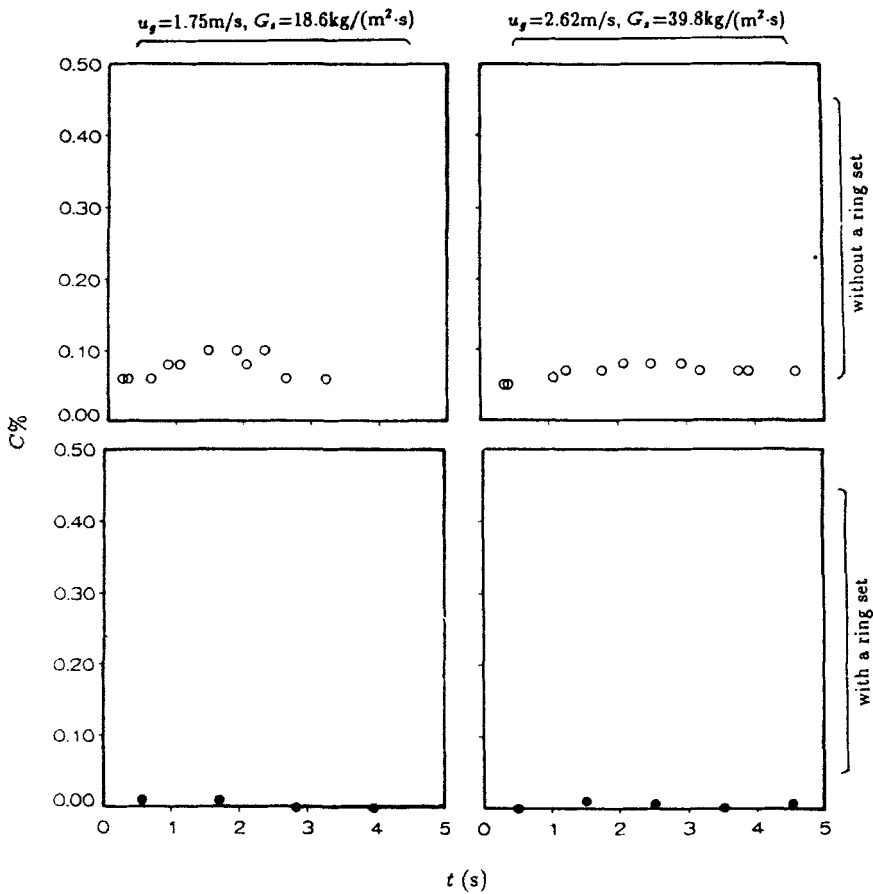 u_g=1.75m/s, G_s=18.6kg/(m²·s)
u_g=2.62m/s, G_s=39.8kg/(m²·s)
0.50
0.40
0.30
0.20
0.10
0.00
without a ring set
C%
0.50
0.40
0.30
0.20
0.10
0.00
with a ring set
0 1 2 3 4 5
0 1 2 3 4 5
t (s)